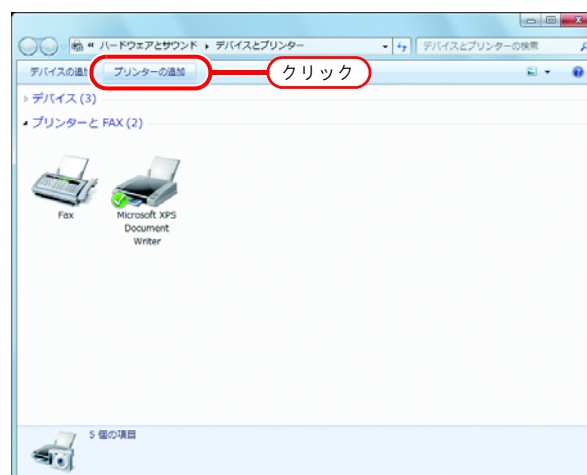 « ハードウェアとサウンド ▸ デバイスとプリンター
デバイスとプリンターの検索
デバイスの追加 プリンターの追加 クリック
デバイス (3)
プリンターと FAX (2)
Fax
Microsoft XPS
Document
Writer
5 個の項目